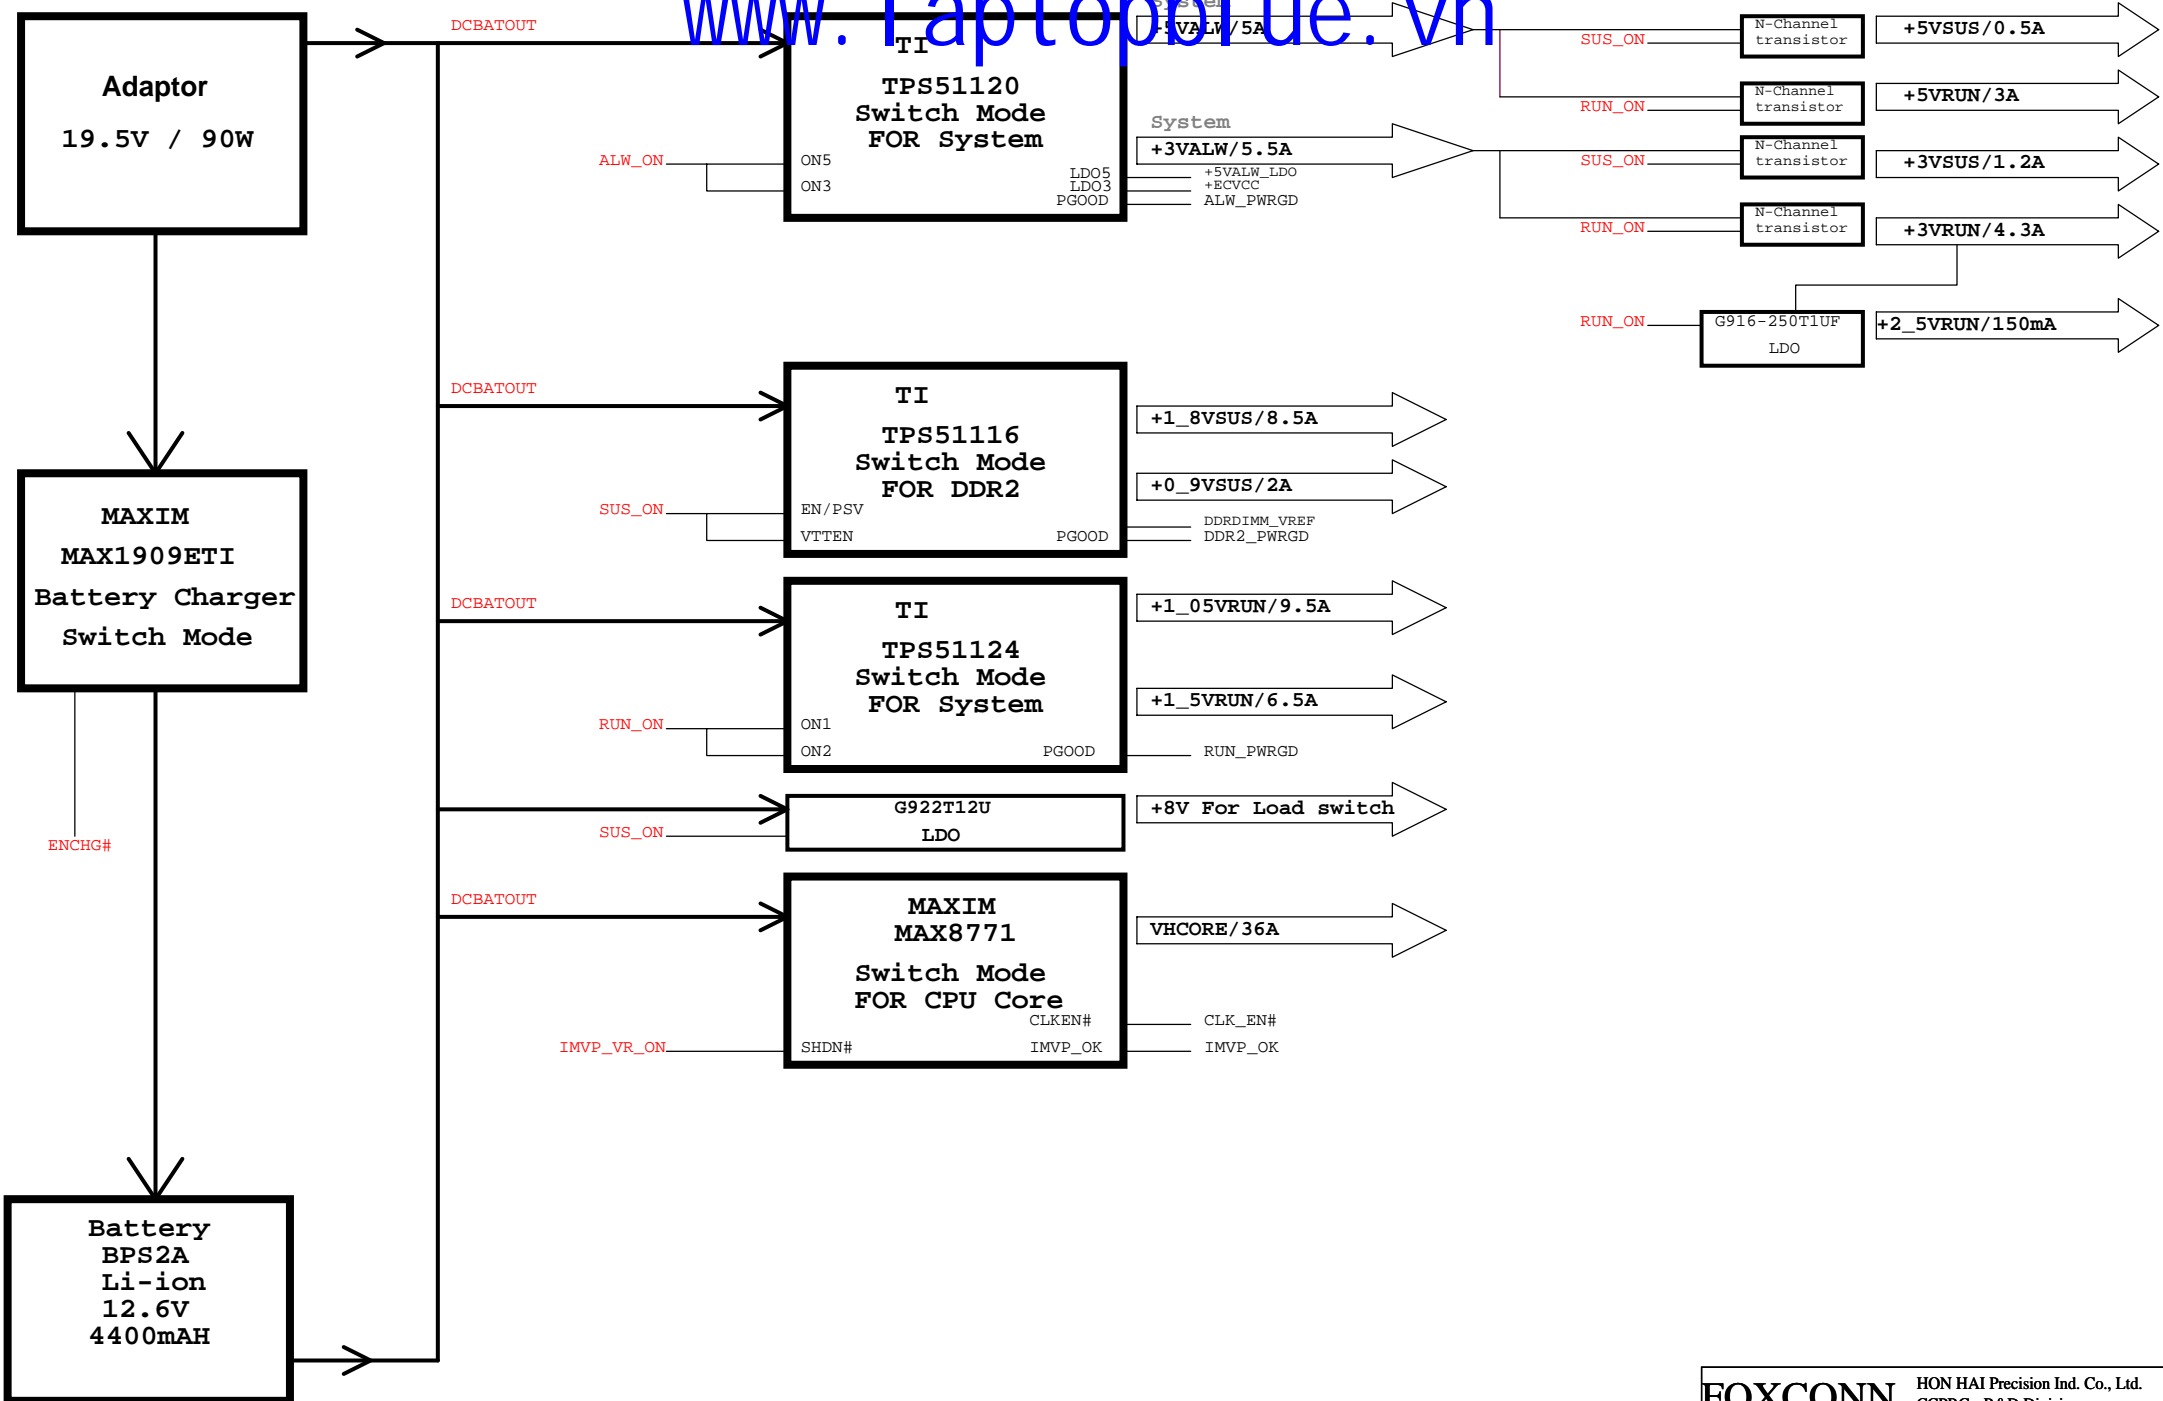 www.laptopblue.vn
Adaptor
19.5V / 90W
MAXIM
MAX1909ETI
Battery Charger
Switch Mode
ENCHG#
Battery
BPS2A
Li-ion
12.6V
4400mAH
DCBATOUT
TI
TPS51120
Switch Mode
FOR System
ALW_ON
ON5
ON3
LDO5
LDO3
PGOOD
System
+5VALW/5A
System
+3VALW/5.5A
+5VALW_LDO
+ECVCC
ALW_PWRGD
SUS_ON
N-Channel
transistor
+5VSUS/0.5A
RUN_ON
N-Channel
transistor
+5VRUN/3A
SUS_ON
N-Channel
transistor
+3VSUS/1.2A
RUN_ON
N-Channel
transistor
+3VRUN/4.3A
RUN_ON
G916-250T1UF
LDO
+2_5VRUN/150mA
DCBATOUT
TI
TPS51116
Switch Mode
FOR DDR2
SUS_ON
EN/PSV
VTTEN
PGOOD
+1_8VSUS/8.5A
+0_9VSUS/2A
DDRDIMM_VREF
DDR2_PWRGD
DCBATOUT
TI
TPS51124
Switch Mode
FOR System
RUN_ON
ON1
ON2
PGOOD
+1_05VRUN/9.5A
+1_5VRUN/6.5A
RUN_PWRGD
SUS_ON
G922T12U
LDO
+8V For Load switch
DCBATOUT
MAXIM
MAX8771
Switch Mode
FOR CPU Core
IMVP_VR_ON
SHDN#
CLKEN#
IMVP_OK
VHCORE/36A
CLK_EN#
IMVP_OK
FOXCONN
HON HAI Precision Ind. Co., Ltd.